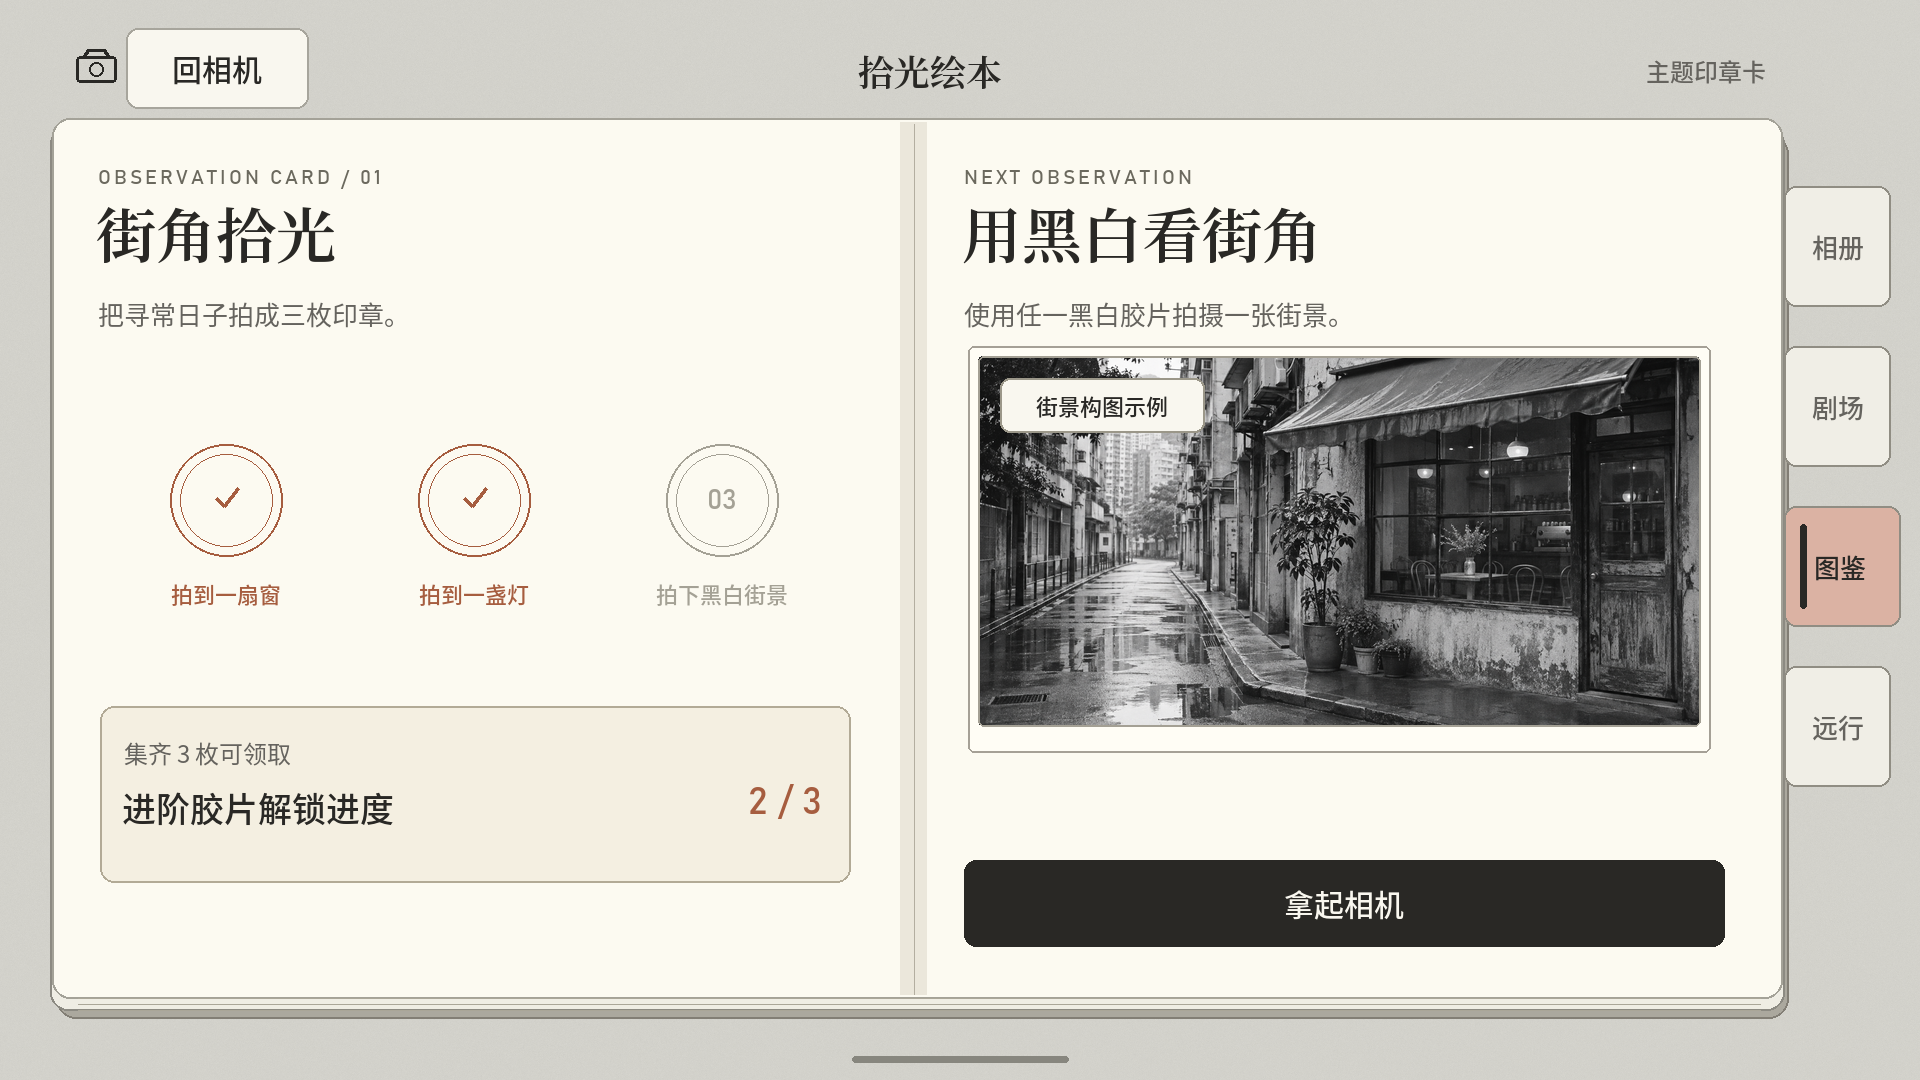 回相机
拾光绘本
主题印章卡
OBSERVATION CARD / 01
街角拾光
把寻常日子拍成三枚印章。
03
拍到一扇窗
拍到一盏灯
拍下黑白街景
集齐 3 枚可领取
进阶胶片解锁进度
2 / 3
NEXT OBSERVATION
用黑白看街角
使用任一黑白胶片拍摄一张街景。
街景构图示例
拿起相机
相册
剧场
图鉴
远行